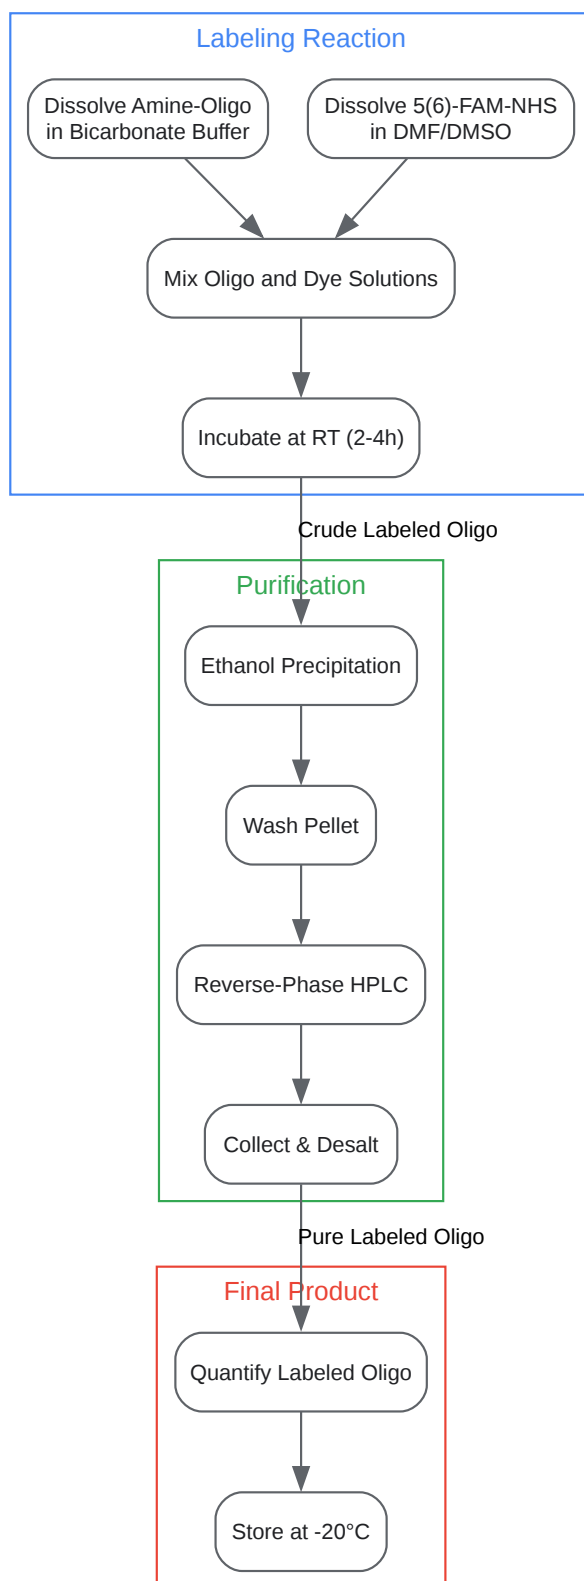 Labeling Reaction
Dissolve Amine-Oligo
in Bicarbonate Buffer
Dissolve 5(6)-FAM-NHS
in DMF/DMSO
Mix Oligo and Dye Solutions
Incubate at RT (2-4h)
Crude Labeled Oligo
Purification
Ethanol Precipitation
Wash Pellet
Reverse-Phase HPLC
Collect & Desalt
Pure Labeled Oligo
Final Product
Quantify Labeled Oligo
Store at -20°C